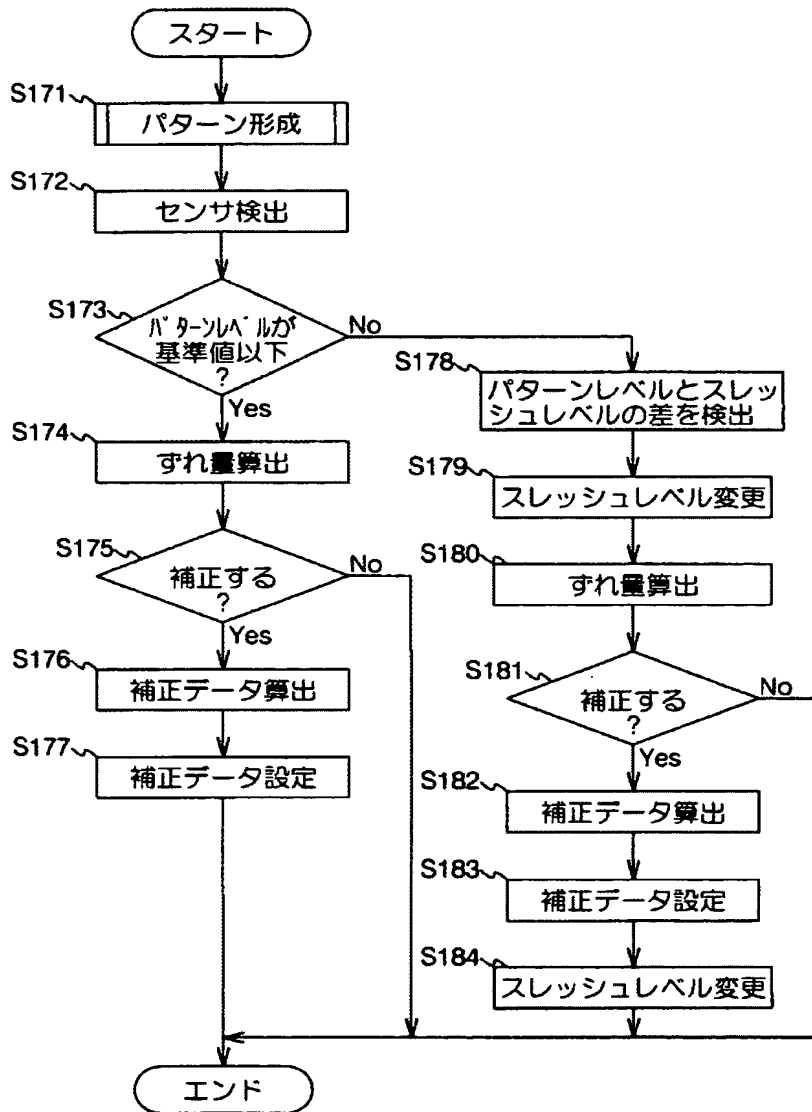 スタート
S171
パターン形成
S172
センサ検出
S173
ﾊﾟﾀｰﾝﾚﾍﾞﾙが
基準値以下
?
No
Yes
S174
ずれ量算出
S175
補正する
?
No
Yes
S176
補正データ算出
S177
補正データ設定
S178
パターンレベルとスレッ
シュレベルの差を検出
S179
スレッシュレベル変更
S180
ずれ量算出
S181
補正する
?
No
Yes
S182
補正データ算出
S183
補正データ設定
S184
スレッシュレベル変更
エンド